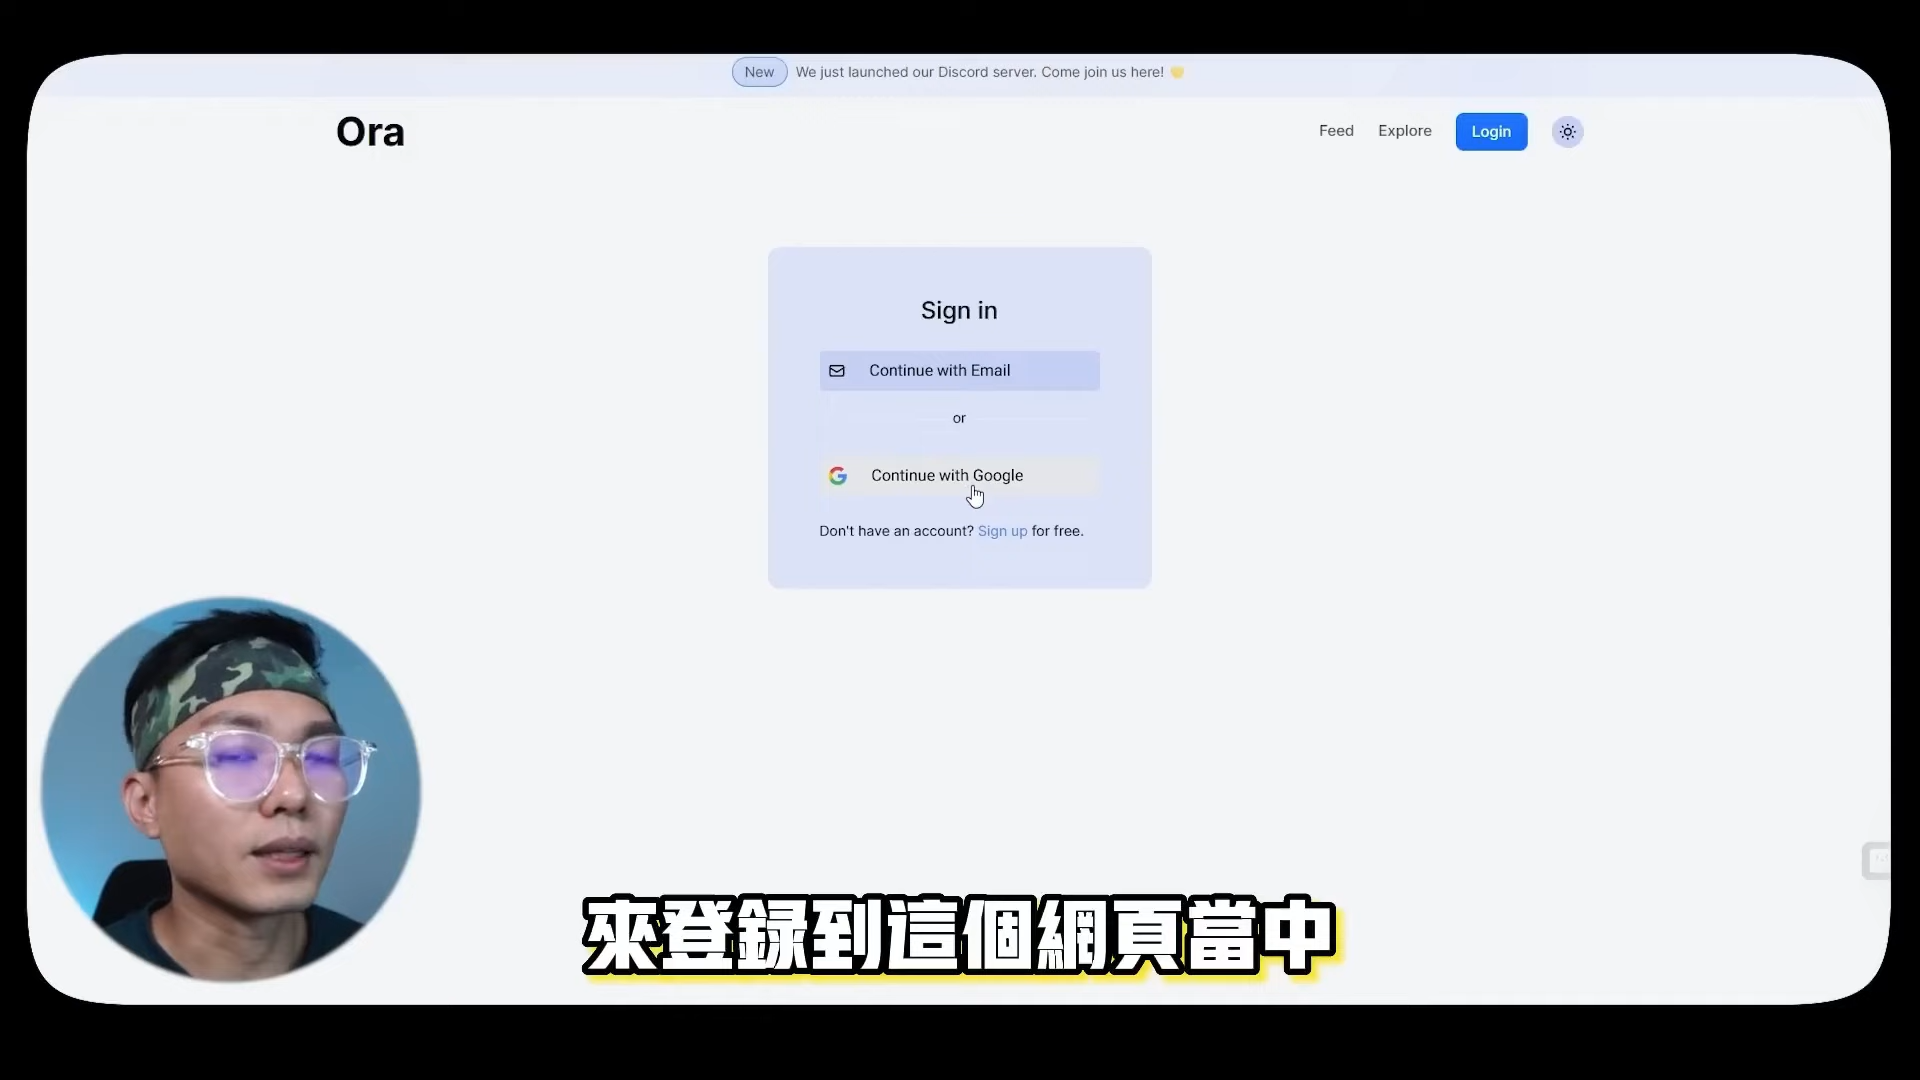 New We just launched our Discord server. Come join us here!
Ora
Feed Explore Login
Sign in
Continue with Email
or
Continue with Google
Don't have an account? Sign up for free.
來登録到這個網頁當中